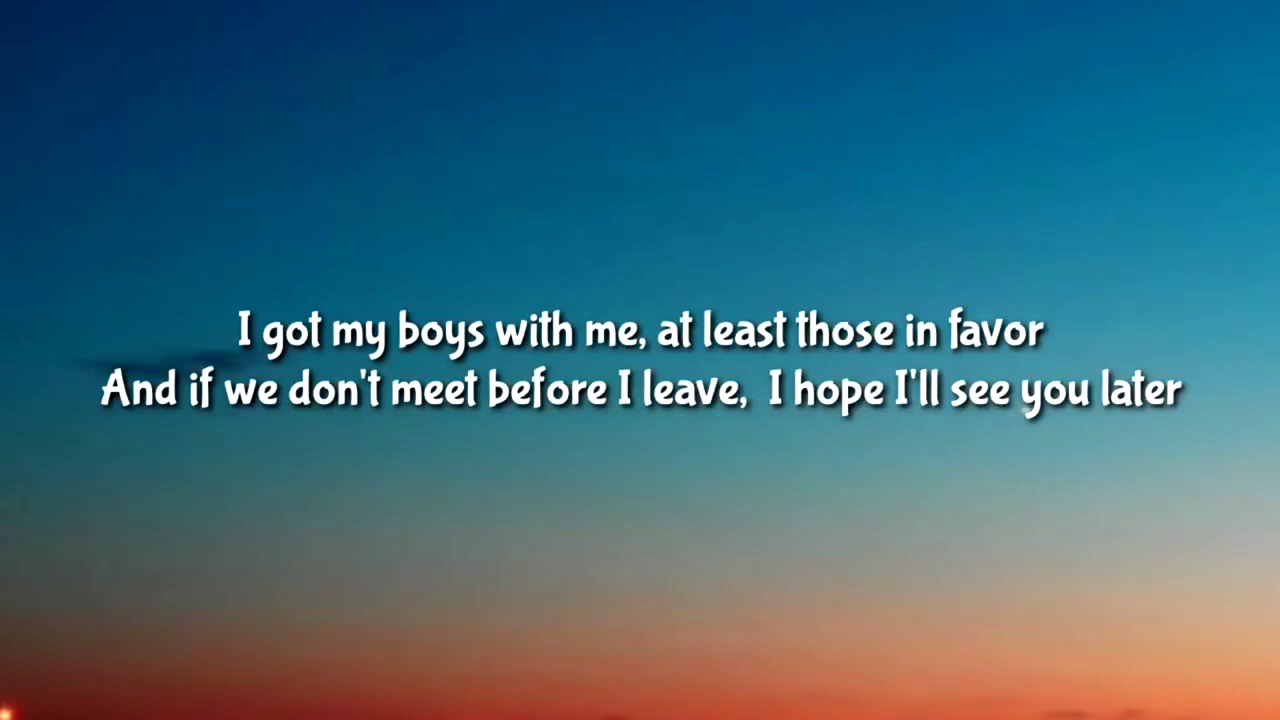 I got my boys with me, at least those in favor
And if we don't meet before I leave,  I hope I'll see you later